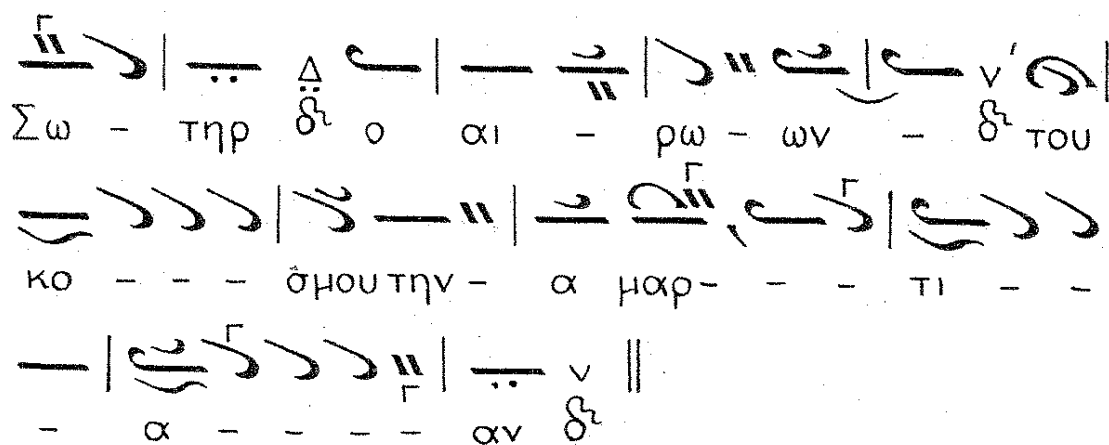 Σω - τηρ ο αι - ρω - ων - του
κο - - - σμου την - α μαρ - - - τι - -
- α - - - - αν